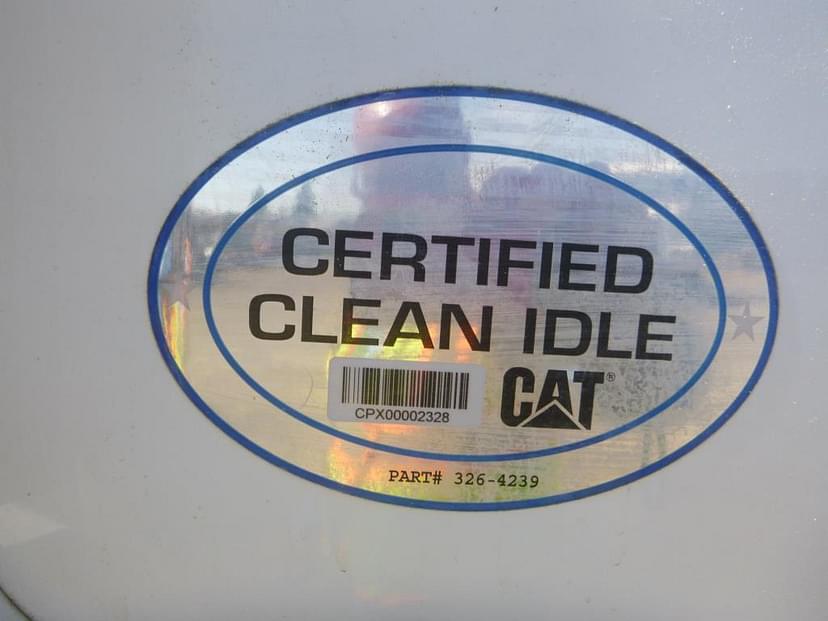 CERTIFIED
CLEAN IDLE
CPX00002328
CAT®
PART# 326-4239